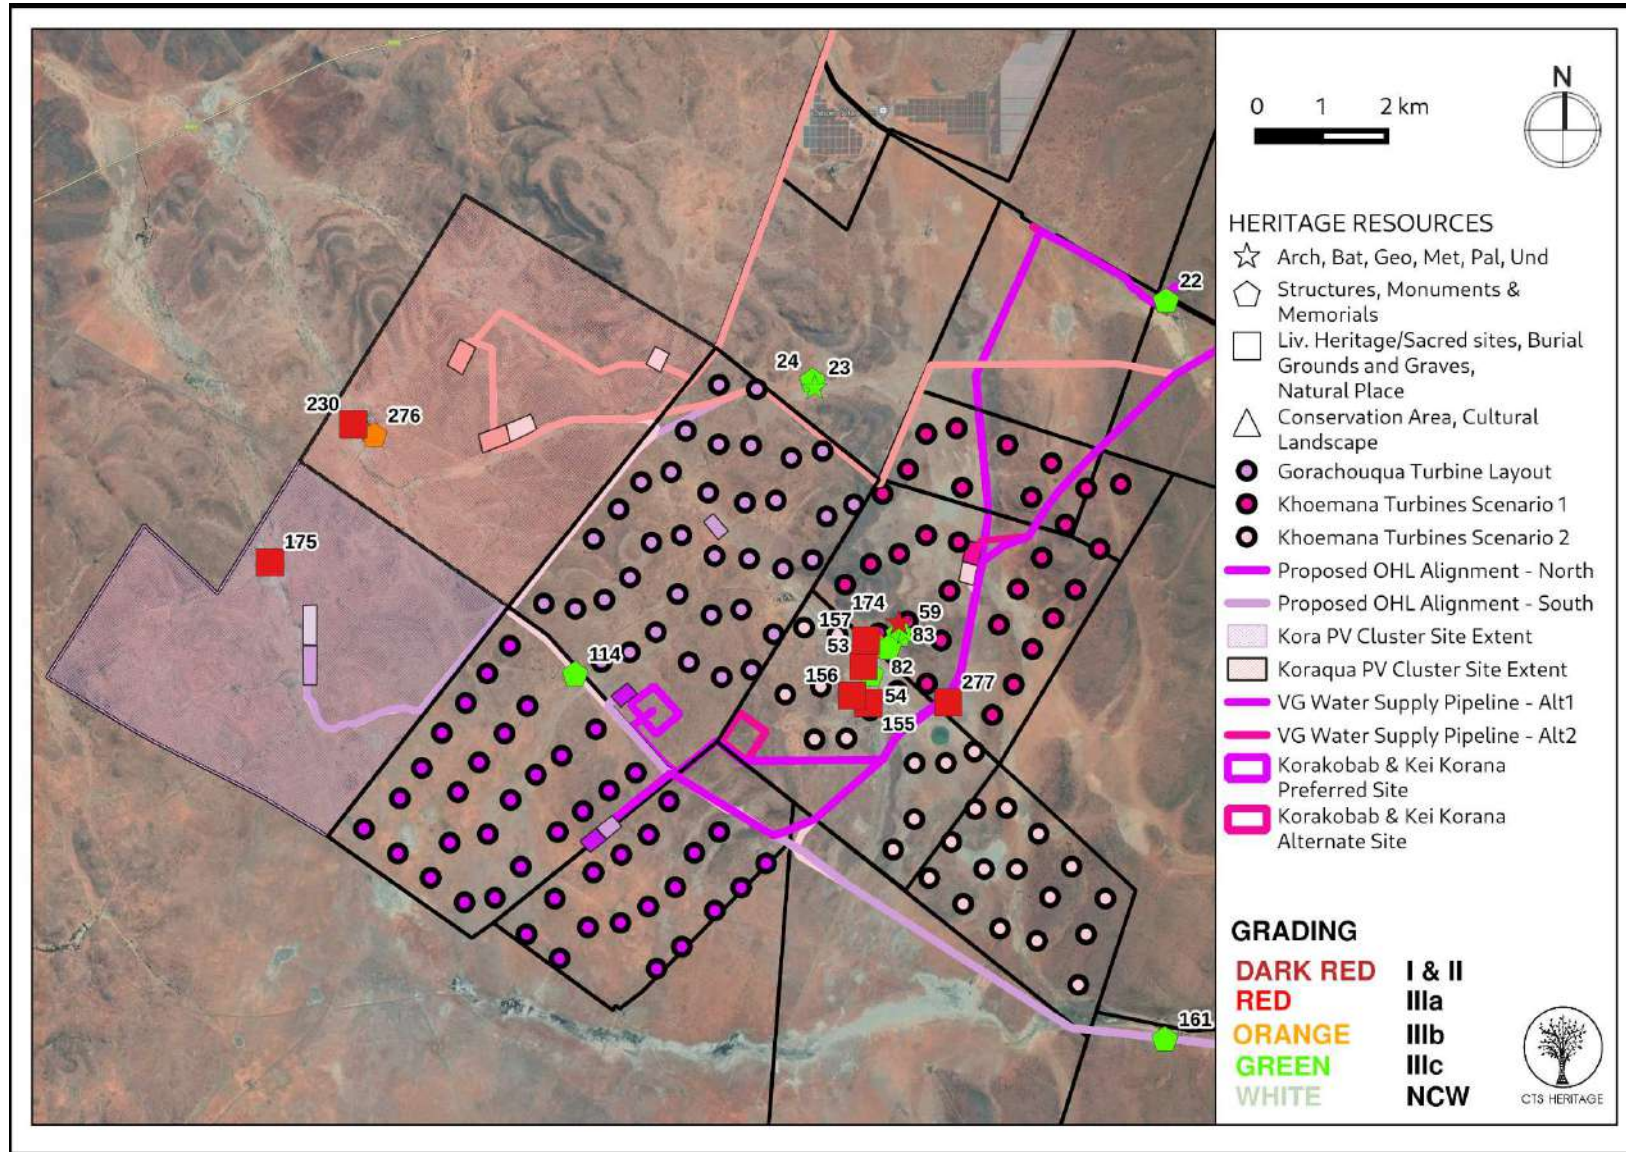 N
0 1 2 km
HERITAGE RESOURCES
Arch, Bat, Geo, Met, Pal, Und
Structures, Monuments &
Memorials
Liv. Heritage/Sacred sites, Burial
Grounds and Graves,
Natural Place
Conservation Area, Cultural
Landscape
Gorachouqua Turbine Layout
Khoemana Turbines Scenario 1
Khoemana Turbines Scenario 2
Proposed OHL Alignment - North
Proposed OHL Alignment - South
Kora PV Cluster Site Extent
Koraqua PV Cluster Site Extent
VG Water Supply Pipeline - Alt1
VG Water Supply Pipeline - Alt2
Korakobab & Kei Korana
Preferred Site
Korakobab & Kei Korana
Alternate Site
GRADING
DARK RED I & II
RED IIIa
ORANGE IIIb
GREEN IIIc
WHITE NCW
CTS HERITAGE
22
24 23
230
276
175
174 59
157
83
53
82
156
277
54
155
114
161